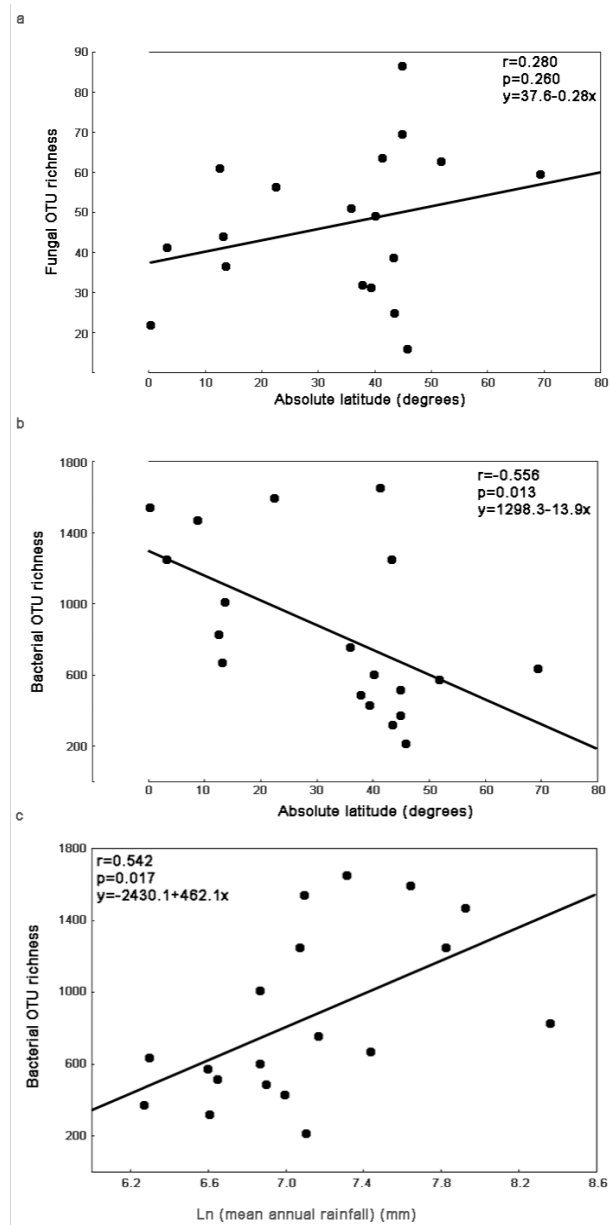 a
90
80
70
60
50
40
30
20
Fungal OTU richness
r=0.280
p=0.260
y=37.6-0.28x
0 10 20 30 40 50 60 70 80
Absolute latitude (degrees)
b
1800
1400
1000
600
200
Bacterial OTU richness
r=-0.556
p=0.013
y=1298.3-13.9x
0 10 20 30 40 50 60 70 80
Absolute latitude (degrees)
c
1800
1400
1000
600
200
Bacterial OTU richness
r=0.542
p=0.017
y=-2430.1+462.1x
6.2 6.6 7.0 7.4 7.8 8.2 8.6
Ln (mean annual rainfall) (mm)